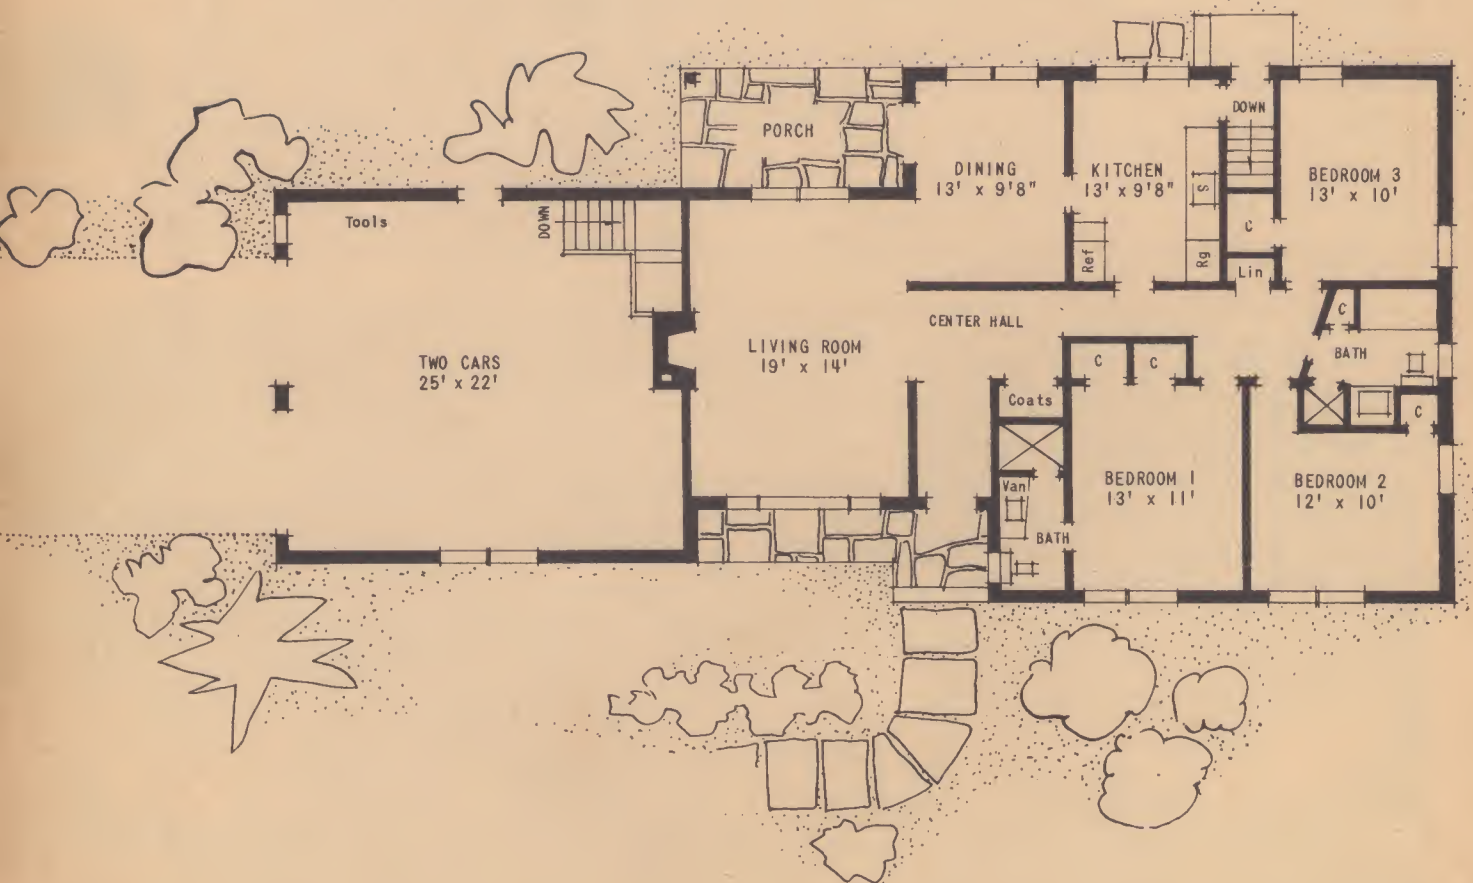 PORCH
DINING
13' x 9'8"
KITCHEN
13' x 9'8"
DOWN
BEDROOM 3
13' x 10'
S
C
Ref
Rg
Lin
Tools
DOWN
TWO CARS
25' x 22'
LIVING ROOM
19' x 14'
CENTER HALL
C
BATH
C
C
C
Coats
Van
BATH
BEDROOM 1
13' x 11'
BEDROOM 2
12' x 10'